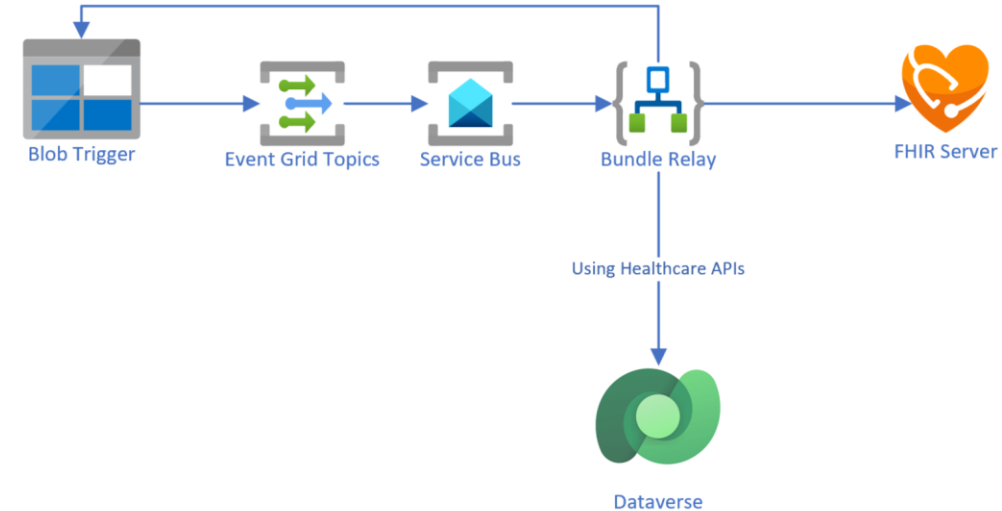 Blob Trigger
Event Grid Topics
Service Bus
Bundle Relay
FHIR Server
Using Healthcare APIs
Dataverse